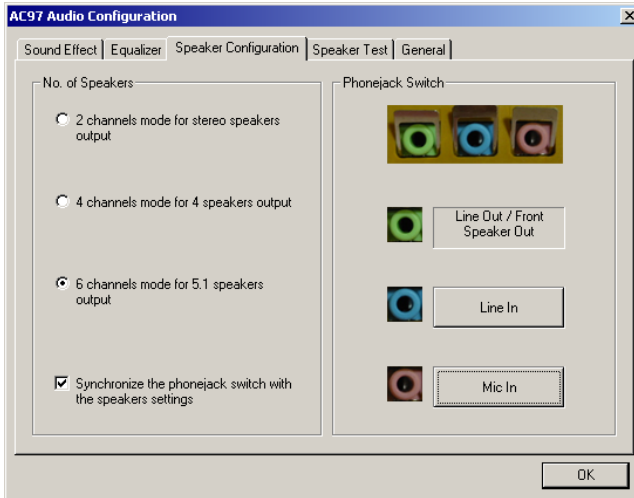 AC97 Audio Configuration
Sound Effect
Equalizer
Speaker Configuration
Speaker Test
General
No. of Speakers
2 channels mode for stereo speakers
output
4 channels mode for 4 speakers output
6 channels mode for 5.1 speakers
output
Synchronize the phonejack switch with
the speakers settings
Phonejack Switch
Line Out / Front
Speaker Out
Line In
Mic In
OK